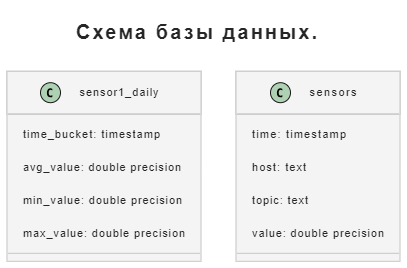 Схема базы данных.
C sensor1_daily
time_bucket: timestamp
avg_value: double precision
min_value: double precision
max_value: double precision
C sensors
time: timestamp
host: text
topic: text
value: double precision